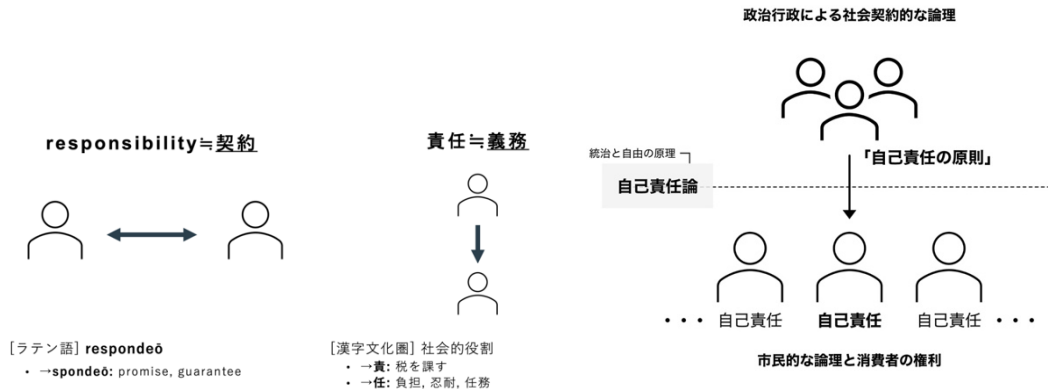 responsibility≒契約
[ラテン語] respondeō
• →spondeō: promise, guarantee
責任≒義務
[漢字文化圏] 社会的役割
• →責: 税を課す
• →任: 負担, 忍耐, 任務
政治行政による社会契約的な論理
「自己責任の原則」
統治と自由の原理
自己責任論
・・・ 自己責任 自己責任 自己責任 ・・・
市民的な論理と消費者の権利